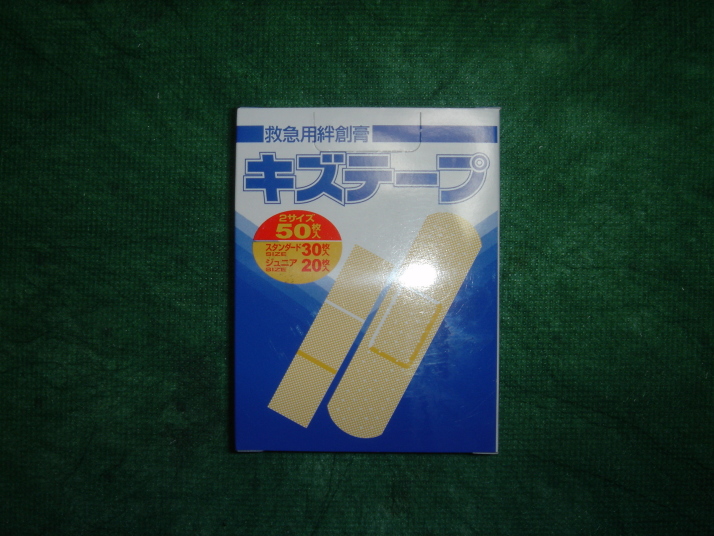 救急用絆創膏
キズテープ
2サイズ
50枚入
スタンダード SIZE 30枚入
ジュニア SIZE 20枚入